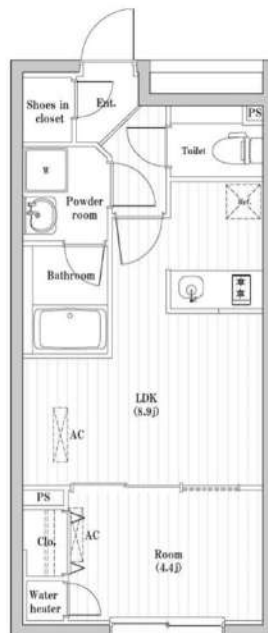 Shoes in
closet
Ent.
PS
Toilet
W
Powder
room
Ref.
Bathroom
LDK
(8.9j)
AC
PS
Clo.
AC
Room
(4.4j)
Water
heater